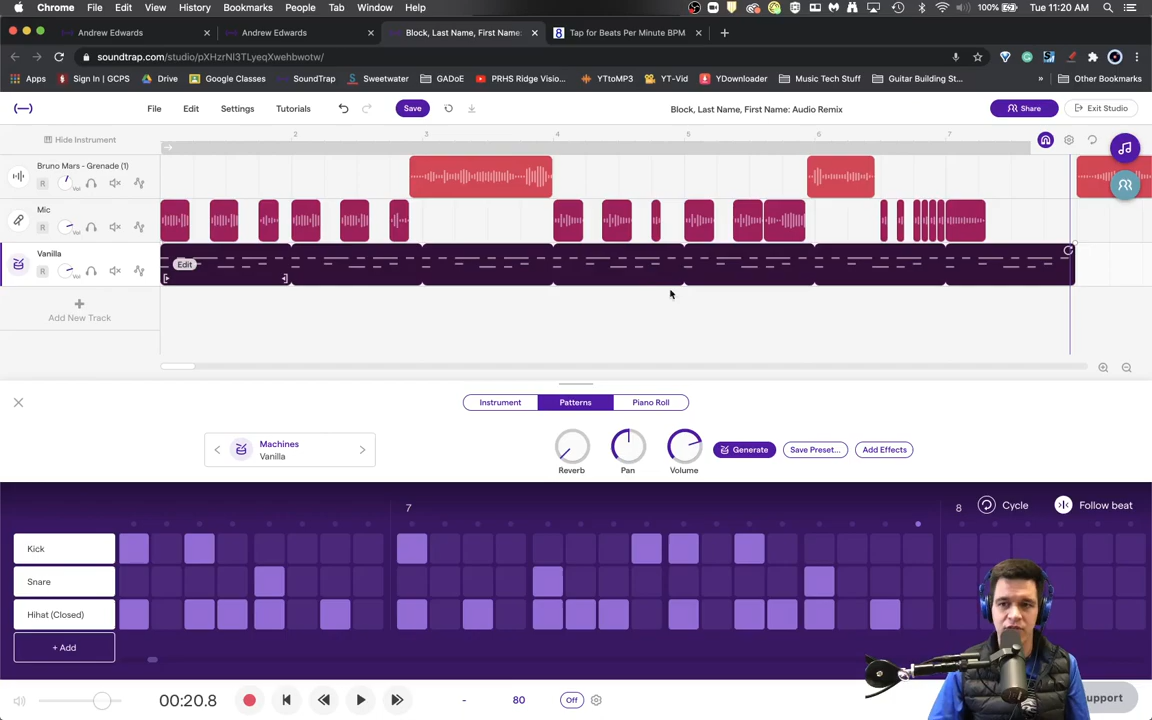 Chrome File Edit View History Bookmarks People Tab Window Help 100% Tue 11:20 AM
Andrew Edwards × Andrew Edwards × Block, Last Name, First Name: × Tap for Beats Per Minute BPM × +
soundtrap.com/studio/pXHzrNl3TLyeqXwehbwotw/
Apps Sign In | GCPS Drive Google Classroom SoundTrap Sweetwater GADoE PRHS Ridge Visio... YTtoMP3 YT-Vid YDownloader Music Tech Stuff Guitar Building St... » Other Bookmarks
File Edit Settings Tutorials Save Block, Last Name, First Name: Audio Remix Share Exit Studio
Hide Instrument 2 3 4 5 6 7
Bruno Mars - Grenade (1)
R Vol
Mic
R Vol
Vanilla
Edit
R Vol
+
Add New Track
Instrument Patterns Piano Roll
Machines
Vanilla
Generate Save Preset... Add Effects
Reverb Pan Volume
7 8 Cycle Follow beat
Kick
Snare
Hihat (Closed)
+ Add
00:20.8 - 80 Off upport